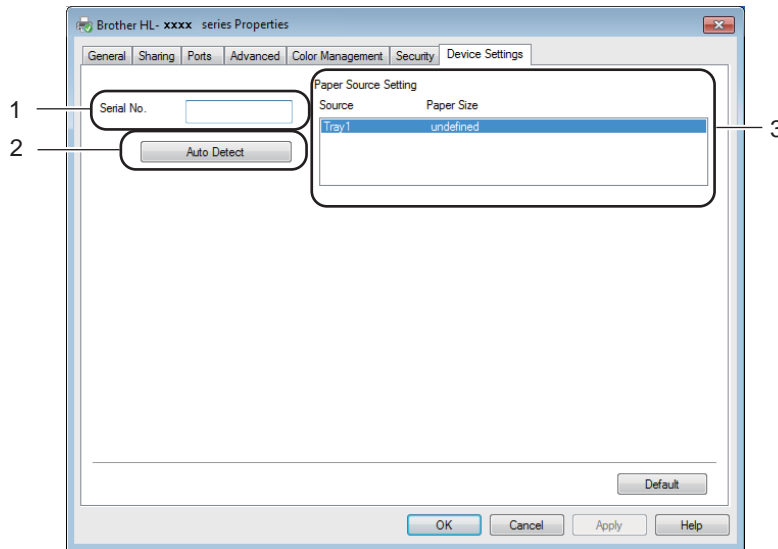 Brother HL- xxxx series Properties
General Sharing Ports Advanced Color Management Security Device Settings
Paper Source Setting
1 Serial No. Source Paper Size
Tray1 undefined 3
2 Auto Detect
Default
OK Cancel Apply Help